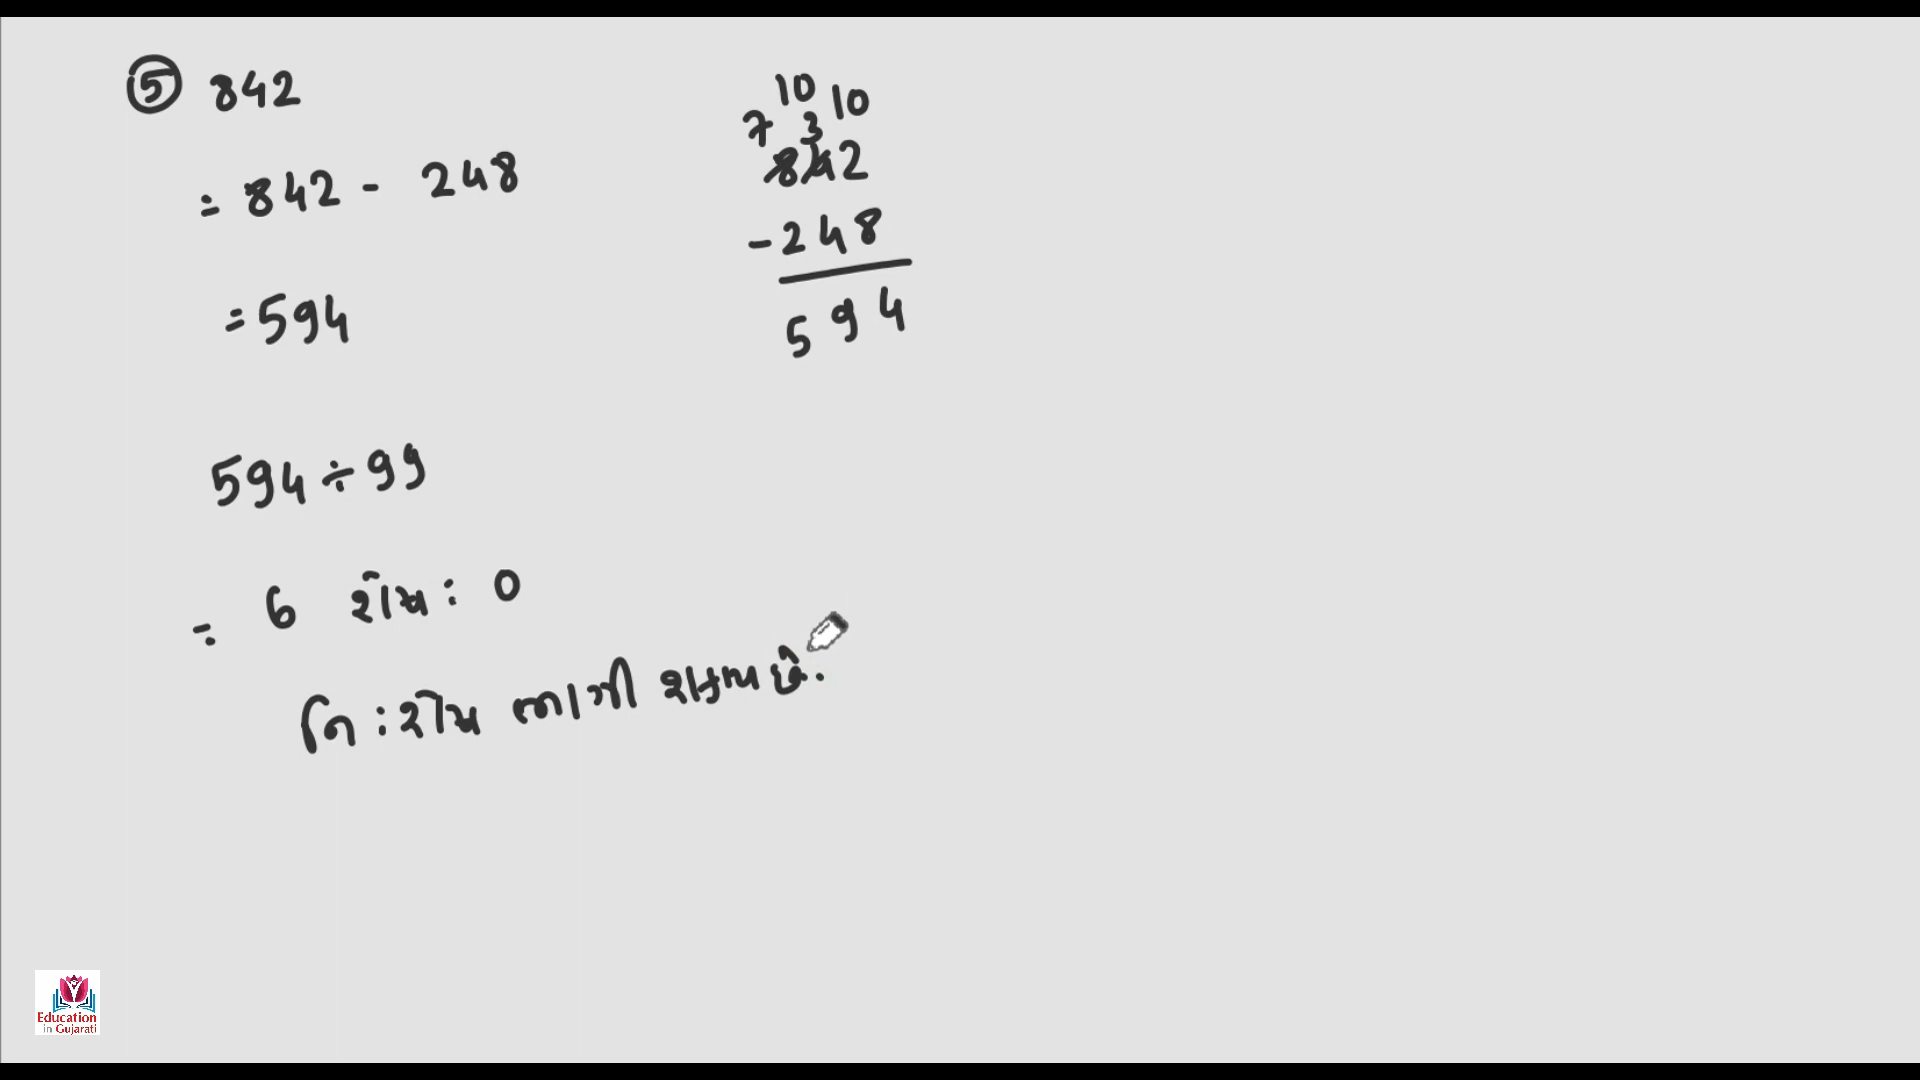 ⑤ 842
= 842 - 248
= 594
10 10
7 3
842
- 248
594
594 ÷ 99
= 6 શેષ : 0
નિ:શેષ ભાગી શકાય છે.
Education
in Gujarati